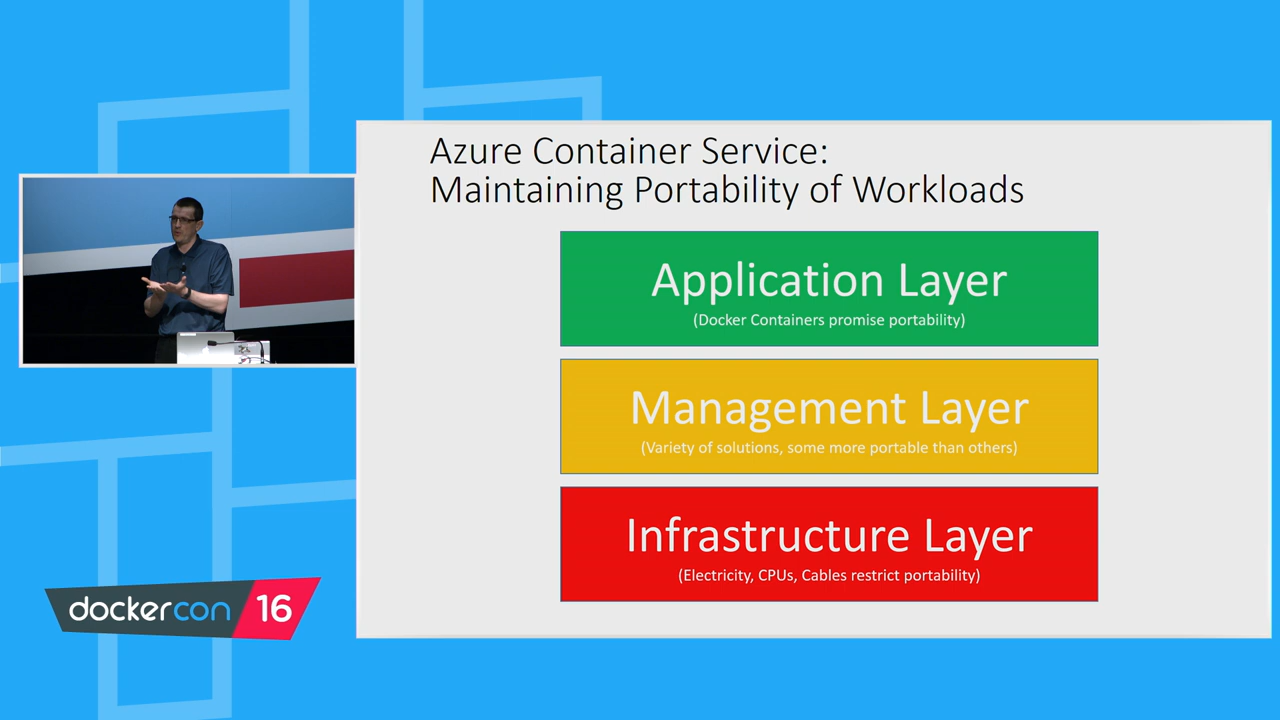 Azure Container Service:
Maintaining Portability of Workloads
Application Layer
(Docker Containers promise portability)
Management Layer
(Variety of solutions, some more portable than others)
Infrastructure Layer
(Electricity, CPUs, Cables restrict portability)
dockercon 16